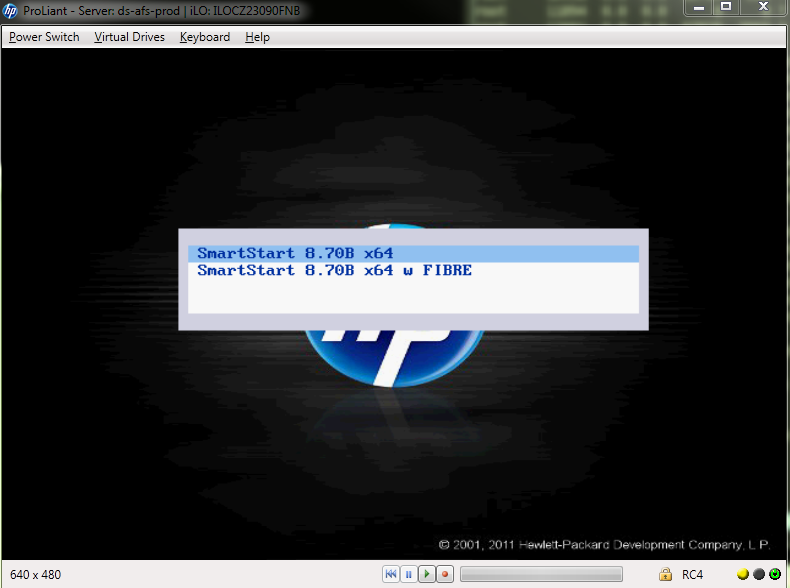 ProLiant - Server: ds-afs-prod | iLO: ILOCZ23090FNB
Power Switch Virtual Drives Keyboard Help
SmartStart 8.70B x64
SmartStart 8.70B x64 w FIBRE
hp
© 2001, 2011 Hewlett-Packard Development Company, L.P.
640 x 480
RC4